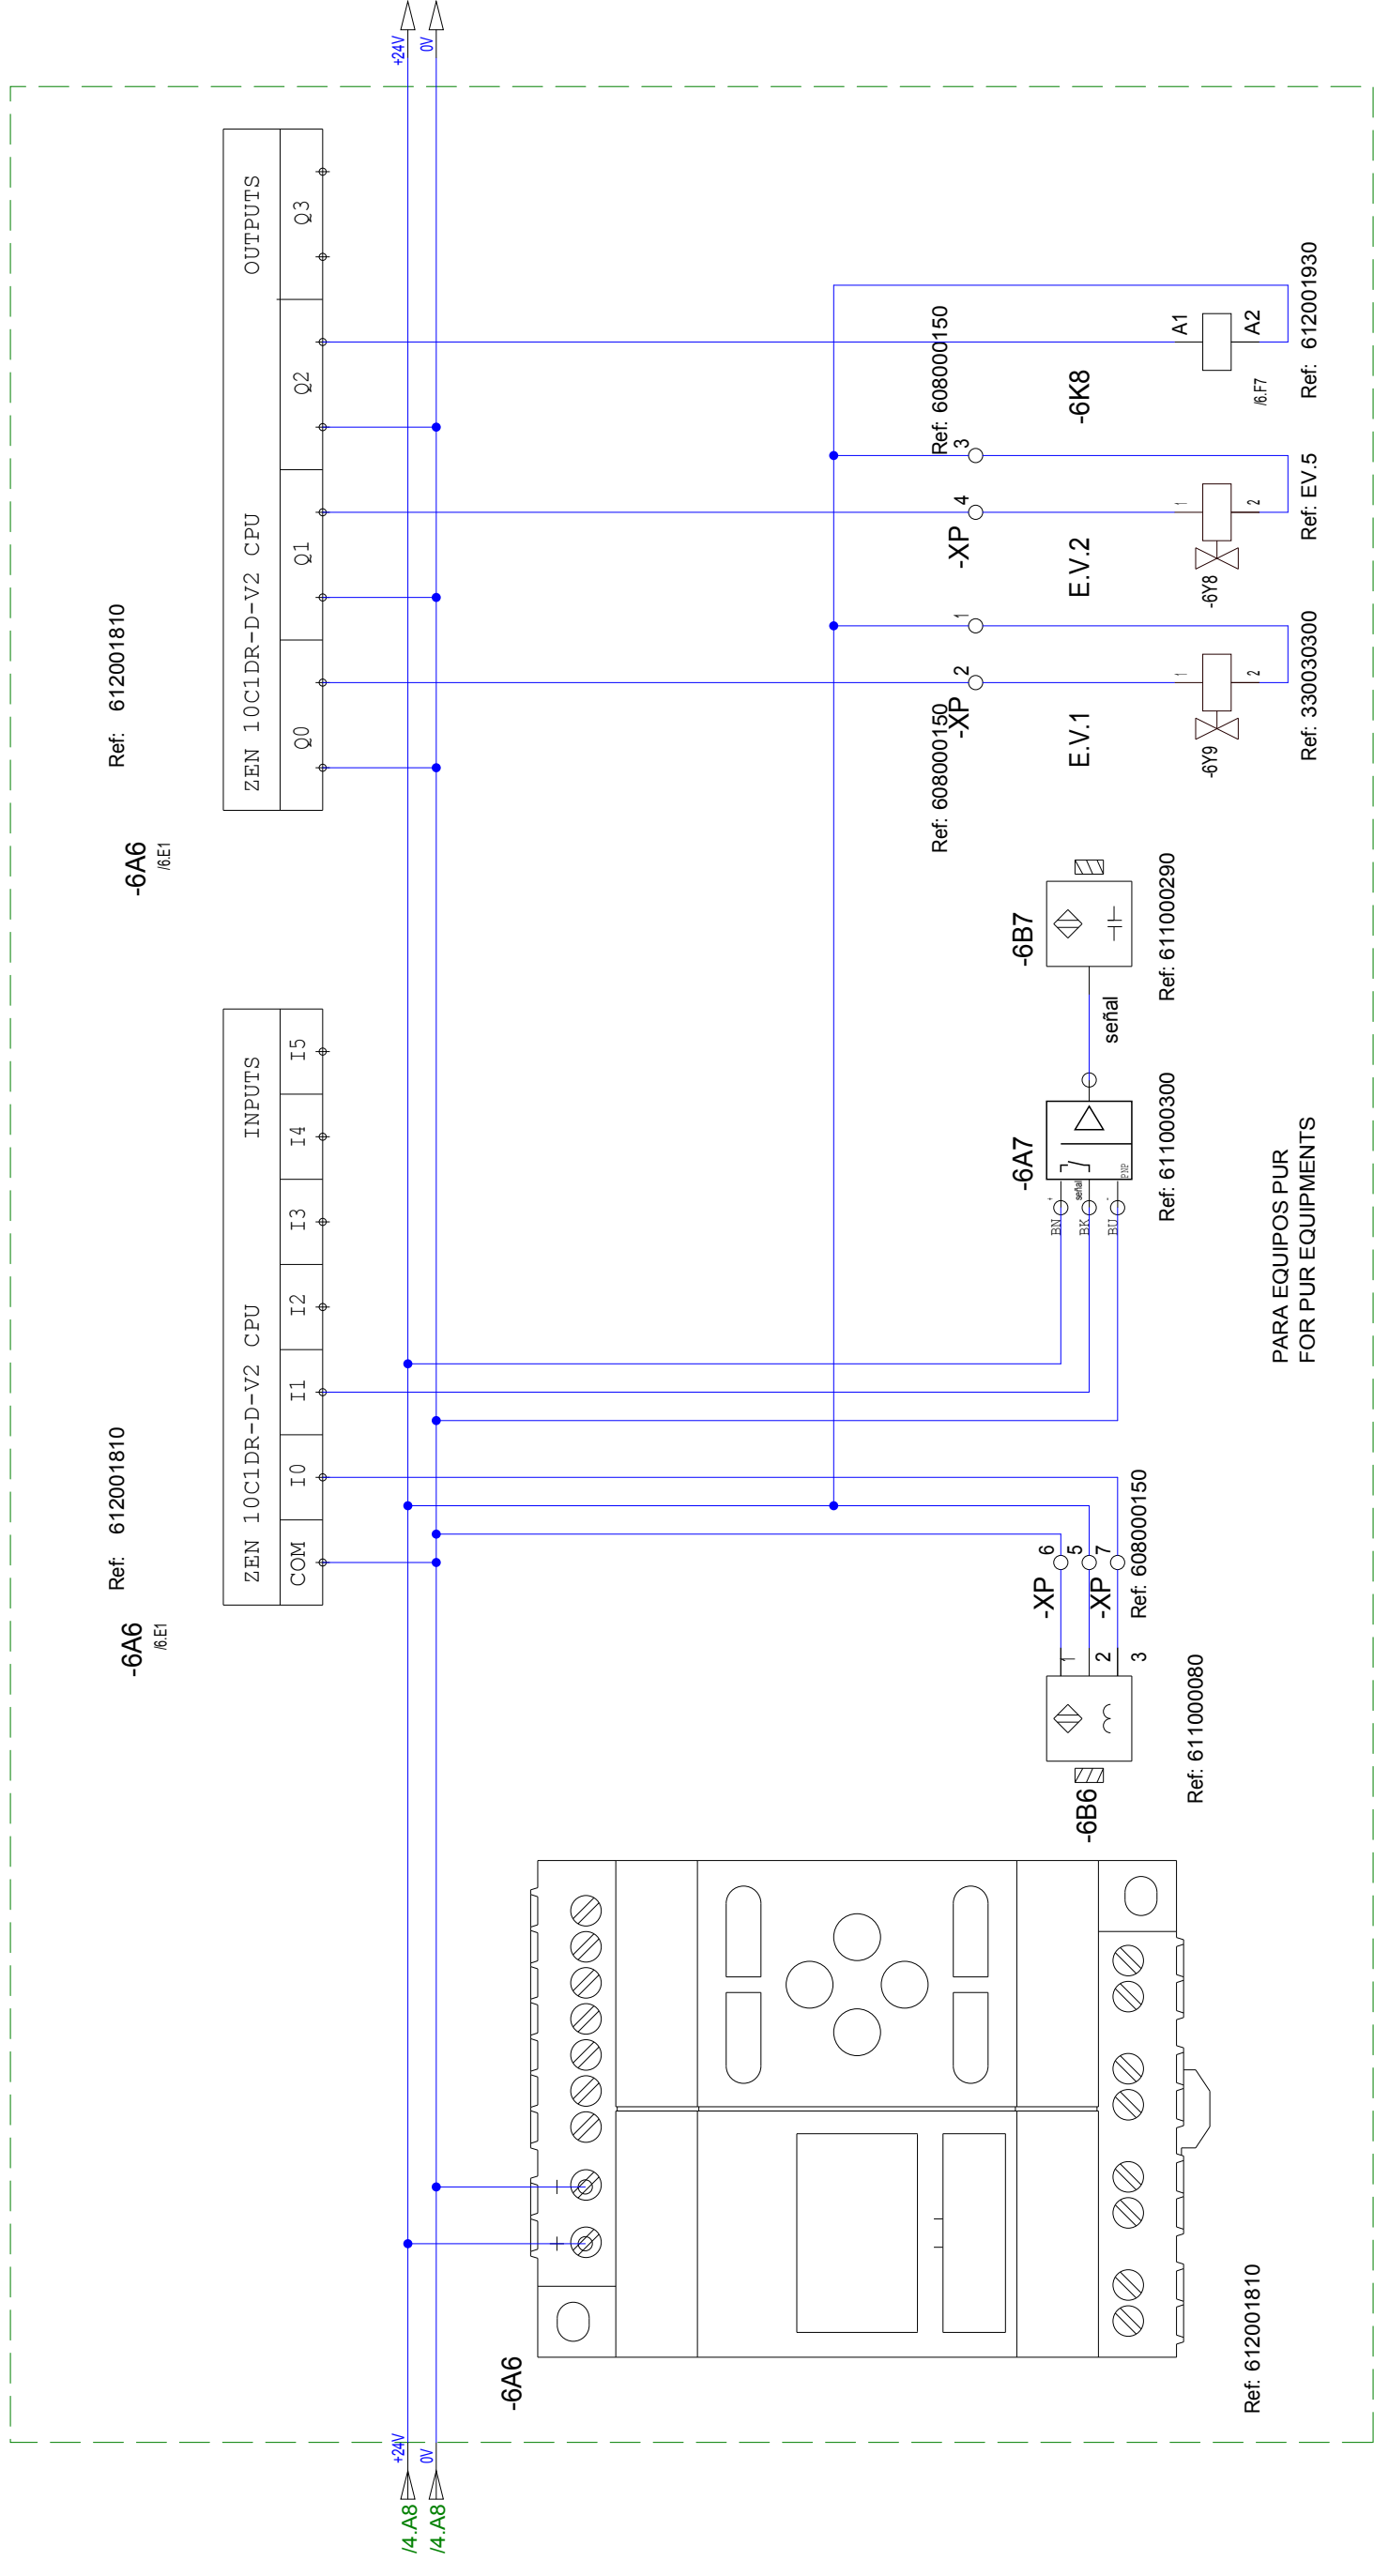 /4.A8
+24V
/4.A8
0V
+24V
0V
-6A6
+
Ref: 612001810
-6A6
/6.E1
Ref: 612001810
ZEN 10C1DR-D-V2 CPU INPUTS
COM I0 I1 I2 I3 I4 I5
-6A6
/6.E1
Ref: 612001810
ZEN 10C1DR-D-V2 CPU OUTPUTS
Q0 Q1 Q2 Q3
-6B6
1
2
3
-XP 6
5
-XP 7
Ref: 608000150
Ref: 611000080
-6A7
BN +
BK señal
BU -
PNP
Ref: 611000300
señal
-6B7
Ref: 611000290
Ref: 608000150
-XP 2 1
E.V.1
-6Y9
1
2
Ref: 330030300
Ref: 608000150
-XP 4 3
E.V.2
-6Y8
1
2
Ref: EV.5
-6K8
A1
A2
/6.F7
Ref: 612001930
PARA EQUIPOS PUR
FOR PUR EQUIPMENTS